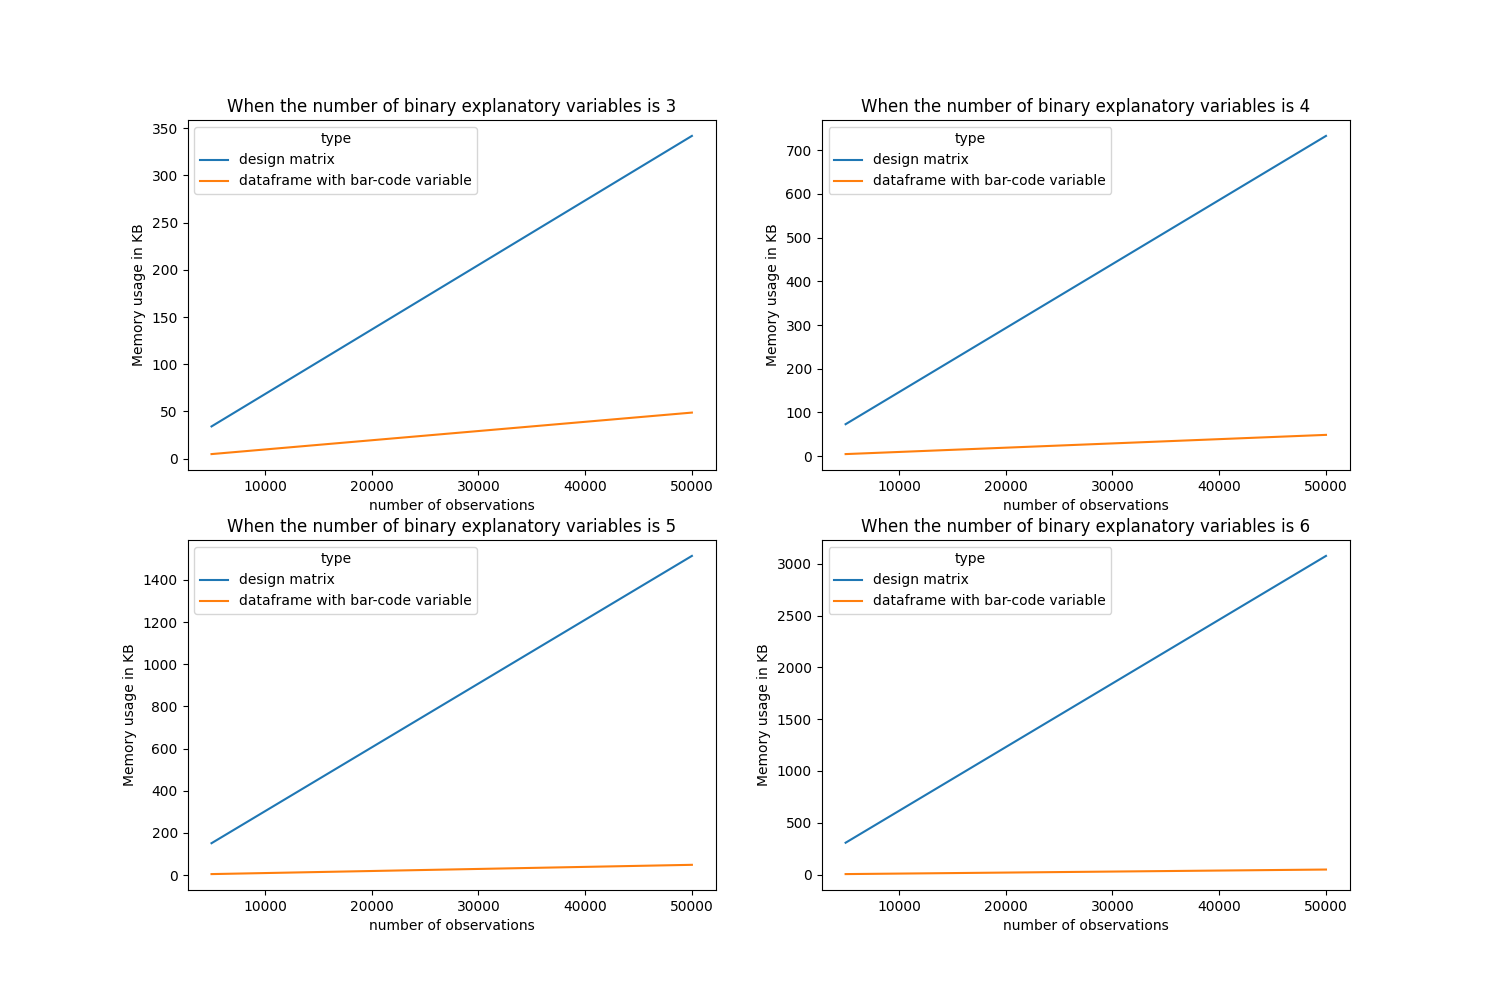 When the number of binary explanatory variables is 3
350
300
250
200
150
100
50
0
Memory usage in KB
type
design matrix
dataframe with bar-code variable
10000 20000 30000 40000 50000
number of observations
When the number of binary explanatory variables is 4
700
600
500
400
300
200
100
0
Memory usage in KB
type
design matrix
dataframe with bar-code variable
10000 20000 30000 40000 50000
number of observations
When the number of binary explanatory variables is 5
1400
1200
1000
800
600
400
200
0
Memory usage in KB
type
design matrix
dataframe with bar-code variable
10000 20000 30000 40000 50000
number of observations
When the number of binary explanatory variables is 6
3000
2500
2000
1500
1000
500
0
Memory usage in KB
type
design matrix
dataframe with bar-code variable
10000 20000 30000 40000 50000
number of observations